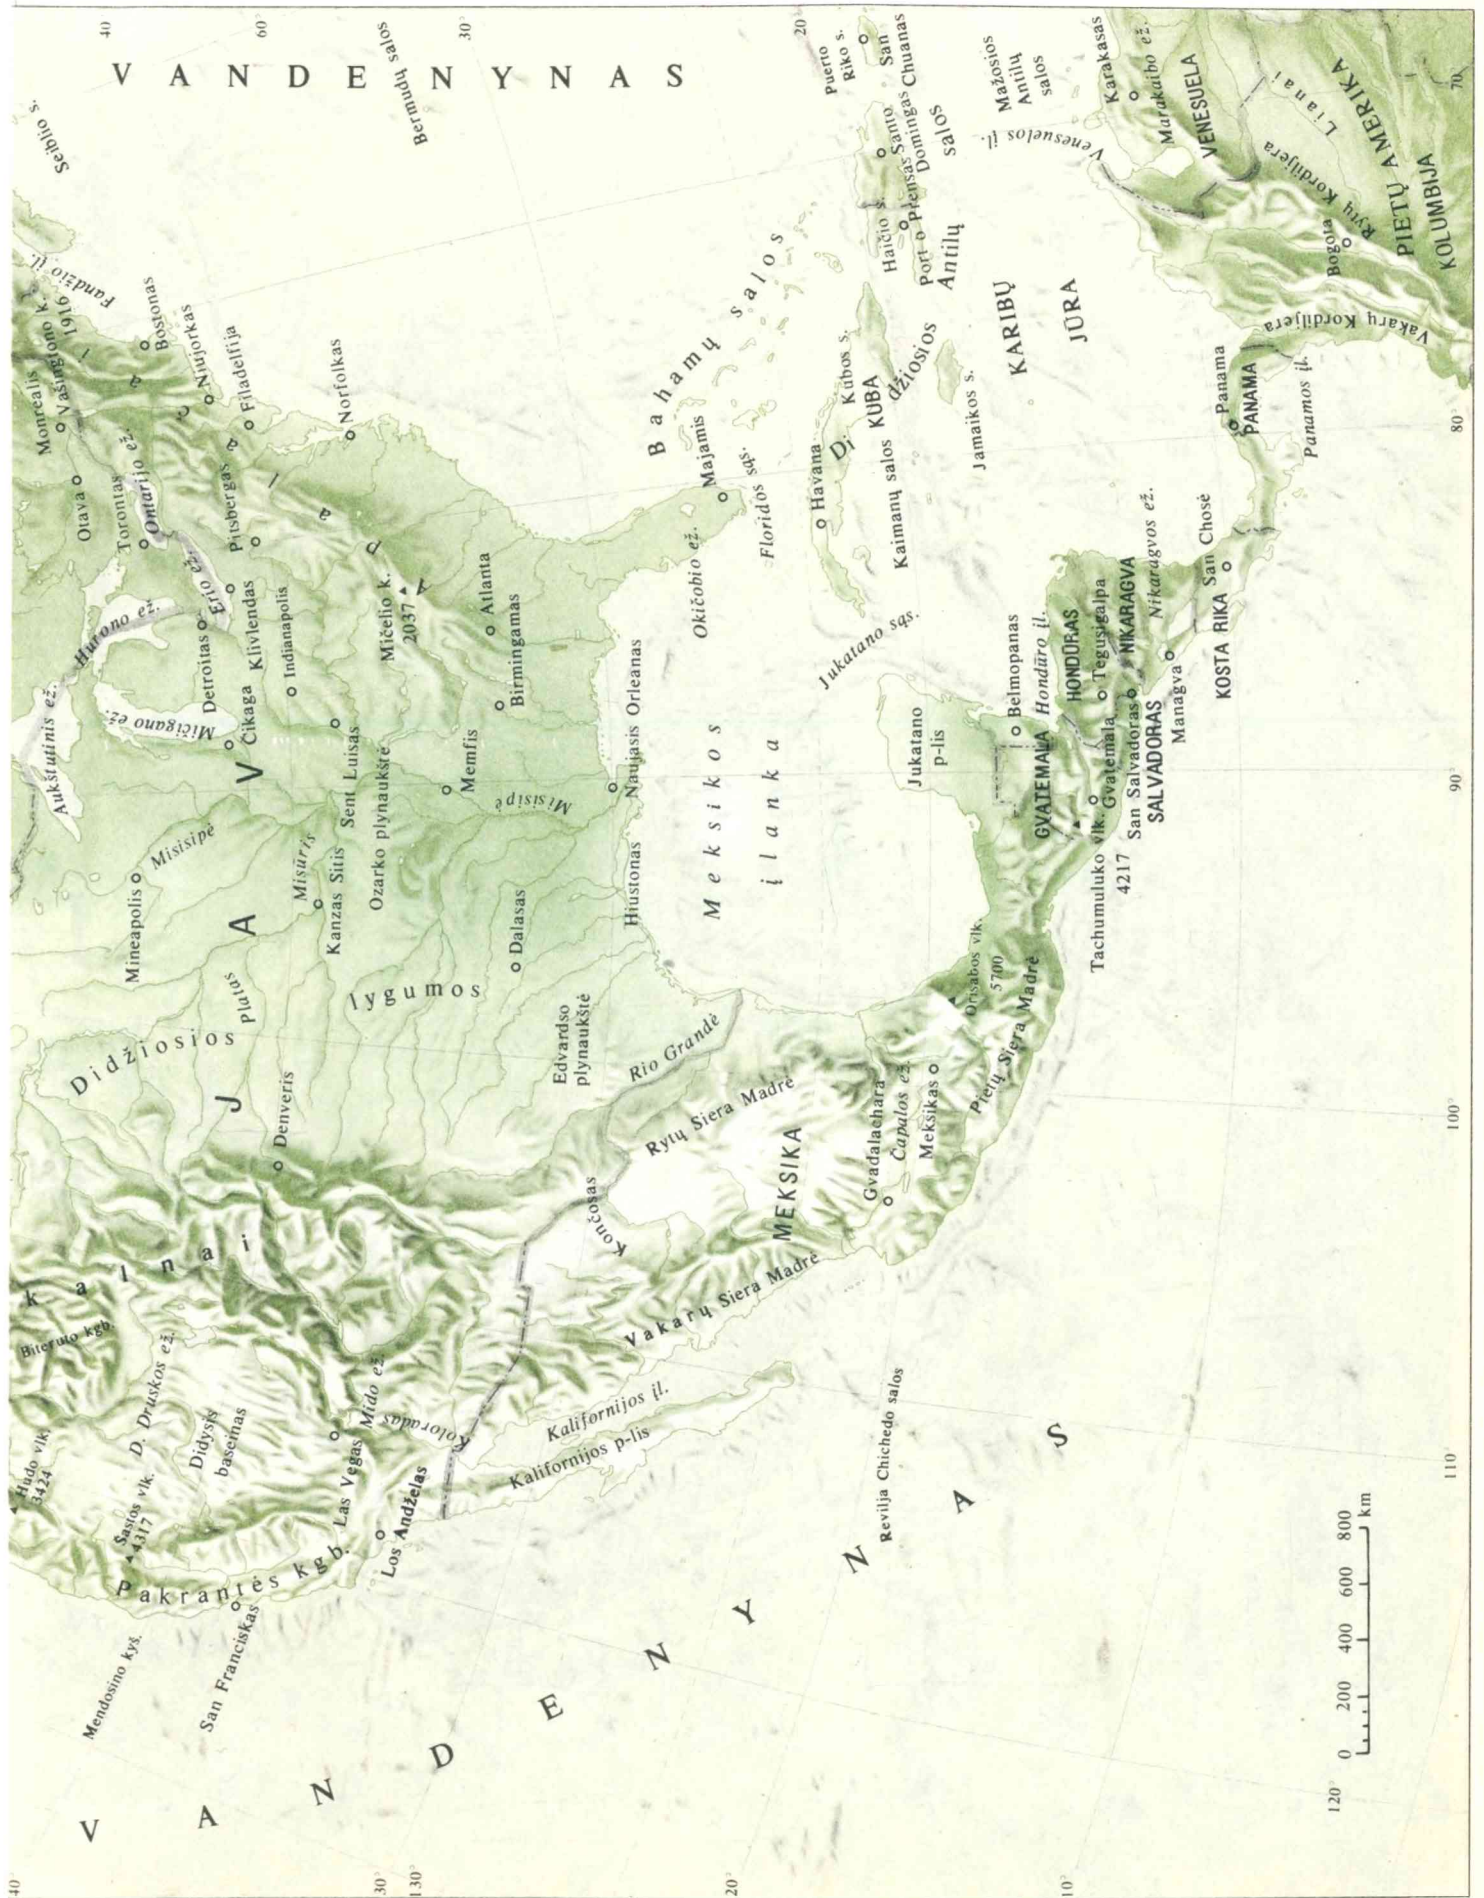 40
60
30°
20
70
V A N D E N Y N A S
Seiblio s.
Bermudų salos
Puerto
Riko s.
San
Chuanas
Mažosios
Antilų
salos
Karakasas
Marakaibo ež.
VENESUELA
Lianai
PIETŲ AMERIKA
KOLUMBIJA
Rytų Kordiljera
Bogota
Vakarų Kordiljera
Venesuelos įl.
Santo
Domingas
Haičio s.
Port o Prensas
Didžiosios
Antilų
salos
KARIBŲ
JŪRA
Bahamų salos
Kubos s.
KUBA
Havana
Jamaikos s.
Kaimanų salos
Majamis
Floridos sąs.
Okičobio ež.
Jukatano sąs.
Panama
PANAMA
Panamos įl.
80°
Fandžio įl.
Monrealis
Vašingtono k.
1916
Bostonas
Niujorkas
Filadelfija
Norfolkas
Otava
Torontas
Ontarijo ež.
Pitsbergas
Apalačai
Erio ež.
Hurono ež.
Detroitas
Klivlendas
Indianapolis
Mičelio k.
2037
Atlanta
Birmingamas
Aukštutinis ež.
Mičigano ež.
Čikaga
Sent Luisas
Ozarko plynaukštė
Memfis
Misisipė
Naujasis Orleanas
Meksikos
įlanka
Jukatano
p-lis
Belmopanas
Hondūro įl.
GVATEMALA
HONDŪRAS
Tegusigalpa
NIKARAGVA
Nikaragvos ež.
San Chosė
KOSTA RIKA
Managva
Gvatemala
San Salvadoras
SALVADORAS
Tachumuluko vlk.
4217
90°
Mineapolis
Misisipė
Misūris
Kanzas Sitis
Dalasas
Hiustonas
J A V
Platas
Didžiosios
lygumos
Edvardso
plynaukštė
Rio Grandė
Denveris
Rytų Siera Madrė
MEKSIKA
Končosas
Gvadalachara
Čapalos ež.
Meksikas
Orisabos vlk.
5700
Pietų Siera Madrė
100°
kalnai
Biteruto kgb.
D. Druskos ež.
Didysis
baseinas
Mido ež.
Las Vegas
Koloradas
Vakarų Siera Madrė
Kalifornijos įl.
Kalifornijos p-lis
Revilja Chichedo salos
110
Hudo vlk.
3424
Šastos vlk.
4317
Pakrantės kgb.
Los Andželas
San Franciskas
Mendosino kyš.
V A N D E N Y N A S
0 200 400 600 800
km
120°
40
30°
130°
20°
10°